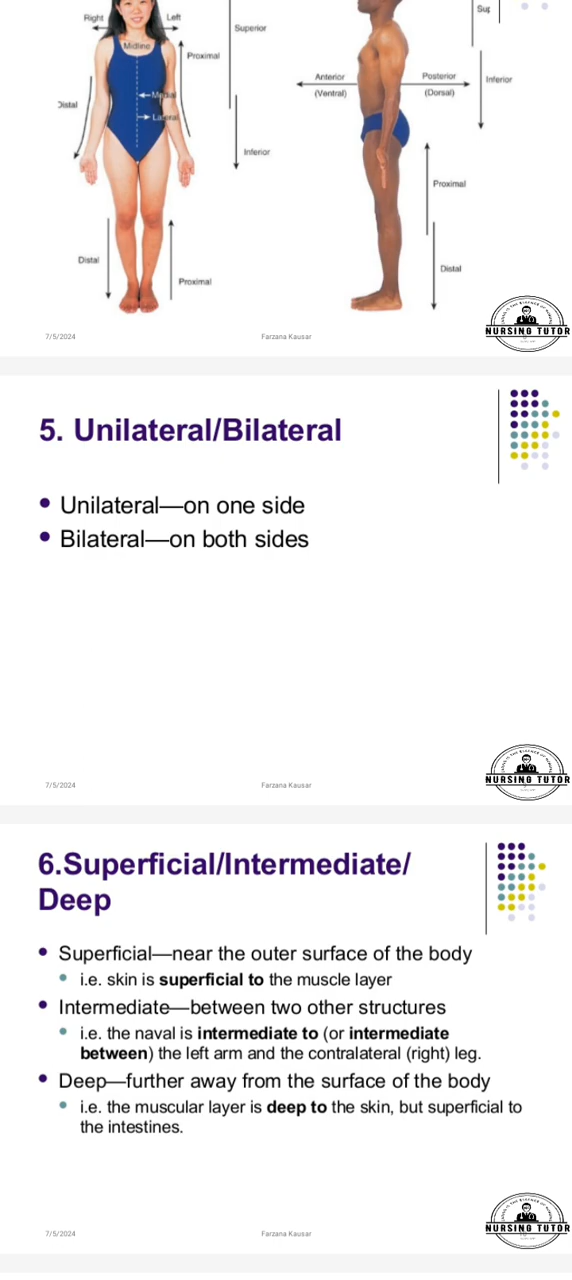 Right
Left
Superior
Sup
Midline
Proximal
Anterior
Posterior
Inferior
(Ventral)
(Dorsal)
Medial
Distal
Lateral
Inferior
Proximal
Distal
Distal
Proximal
NURSING TUTOR
7/5/2024
Farzana Kausar
5. Unilateral/Bilateral
• Unilateral—on one side
• Bilateral—on both sides
NURSING TUTOR
7/5/2024
Farzana Kausar
6.Superficial/Intermediate/
Deep
• Superficial—near the outer surface of the body
• i.e. skin is superficial to the muscle layer
• Intermediate—between two other structures
• i.e. the naval is intermediate to (or intermediate
between) the left arm and the contralateral (right) leg.
• Deep—further away from the surface of the body
• i.e. the muscular layer is deep to the skin, but superficial to
the intestines.
NURSING TUTOR
7/5/2024
Farzana Kausar